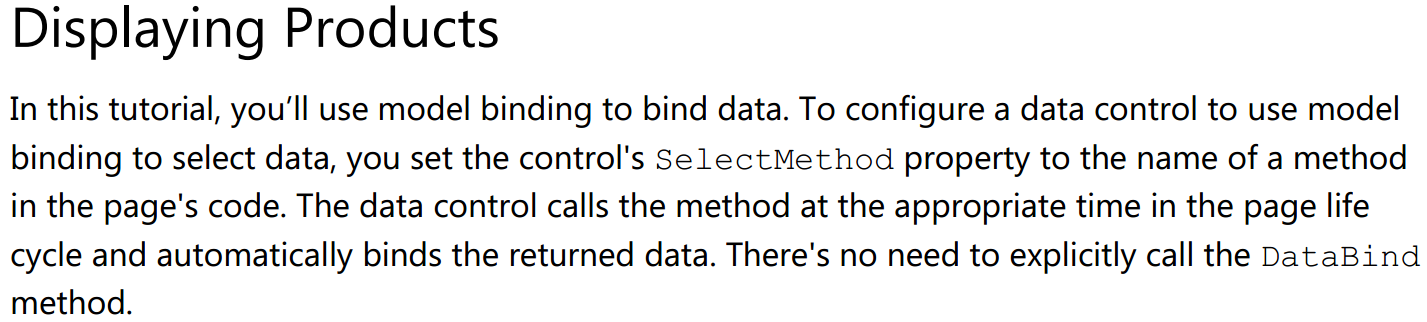 Displaying Products
In this tutorial, you’ll use model binding to bind data. To configure a data control to use model
binding to select data, you set the control's SelectMethod property to the name of a method
in the page's code. The data control calls the method at the appropriate time in the page life
cycle and automatically binds the returned data. There's no need to explicitly call the DataBind
method.